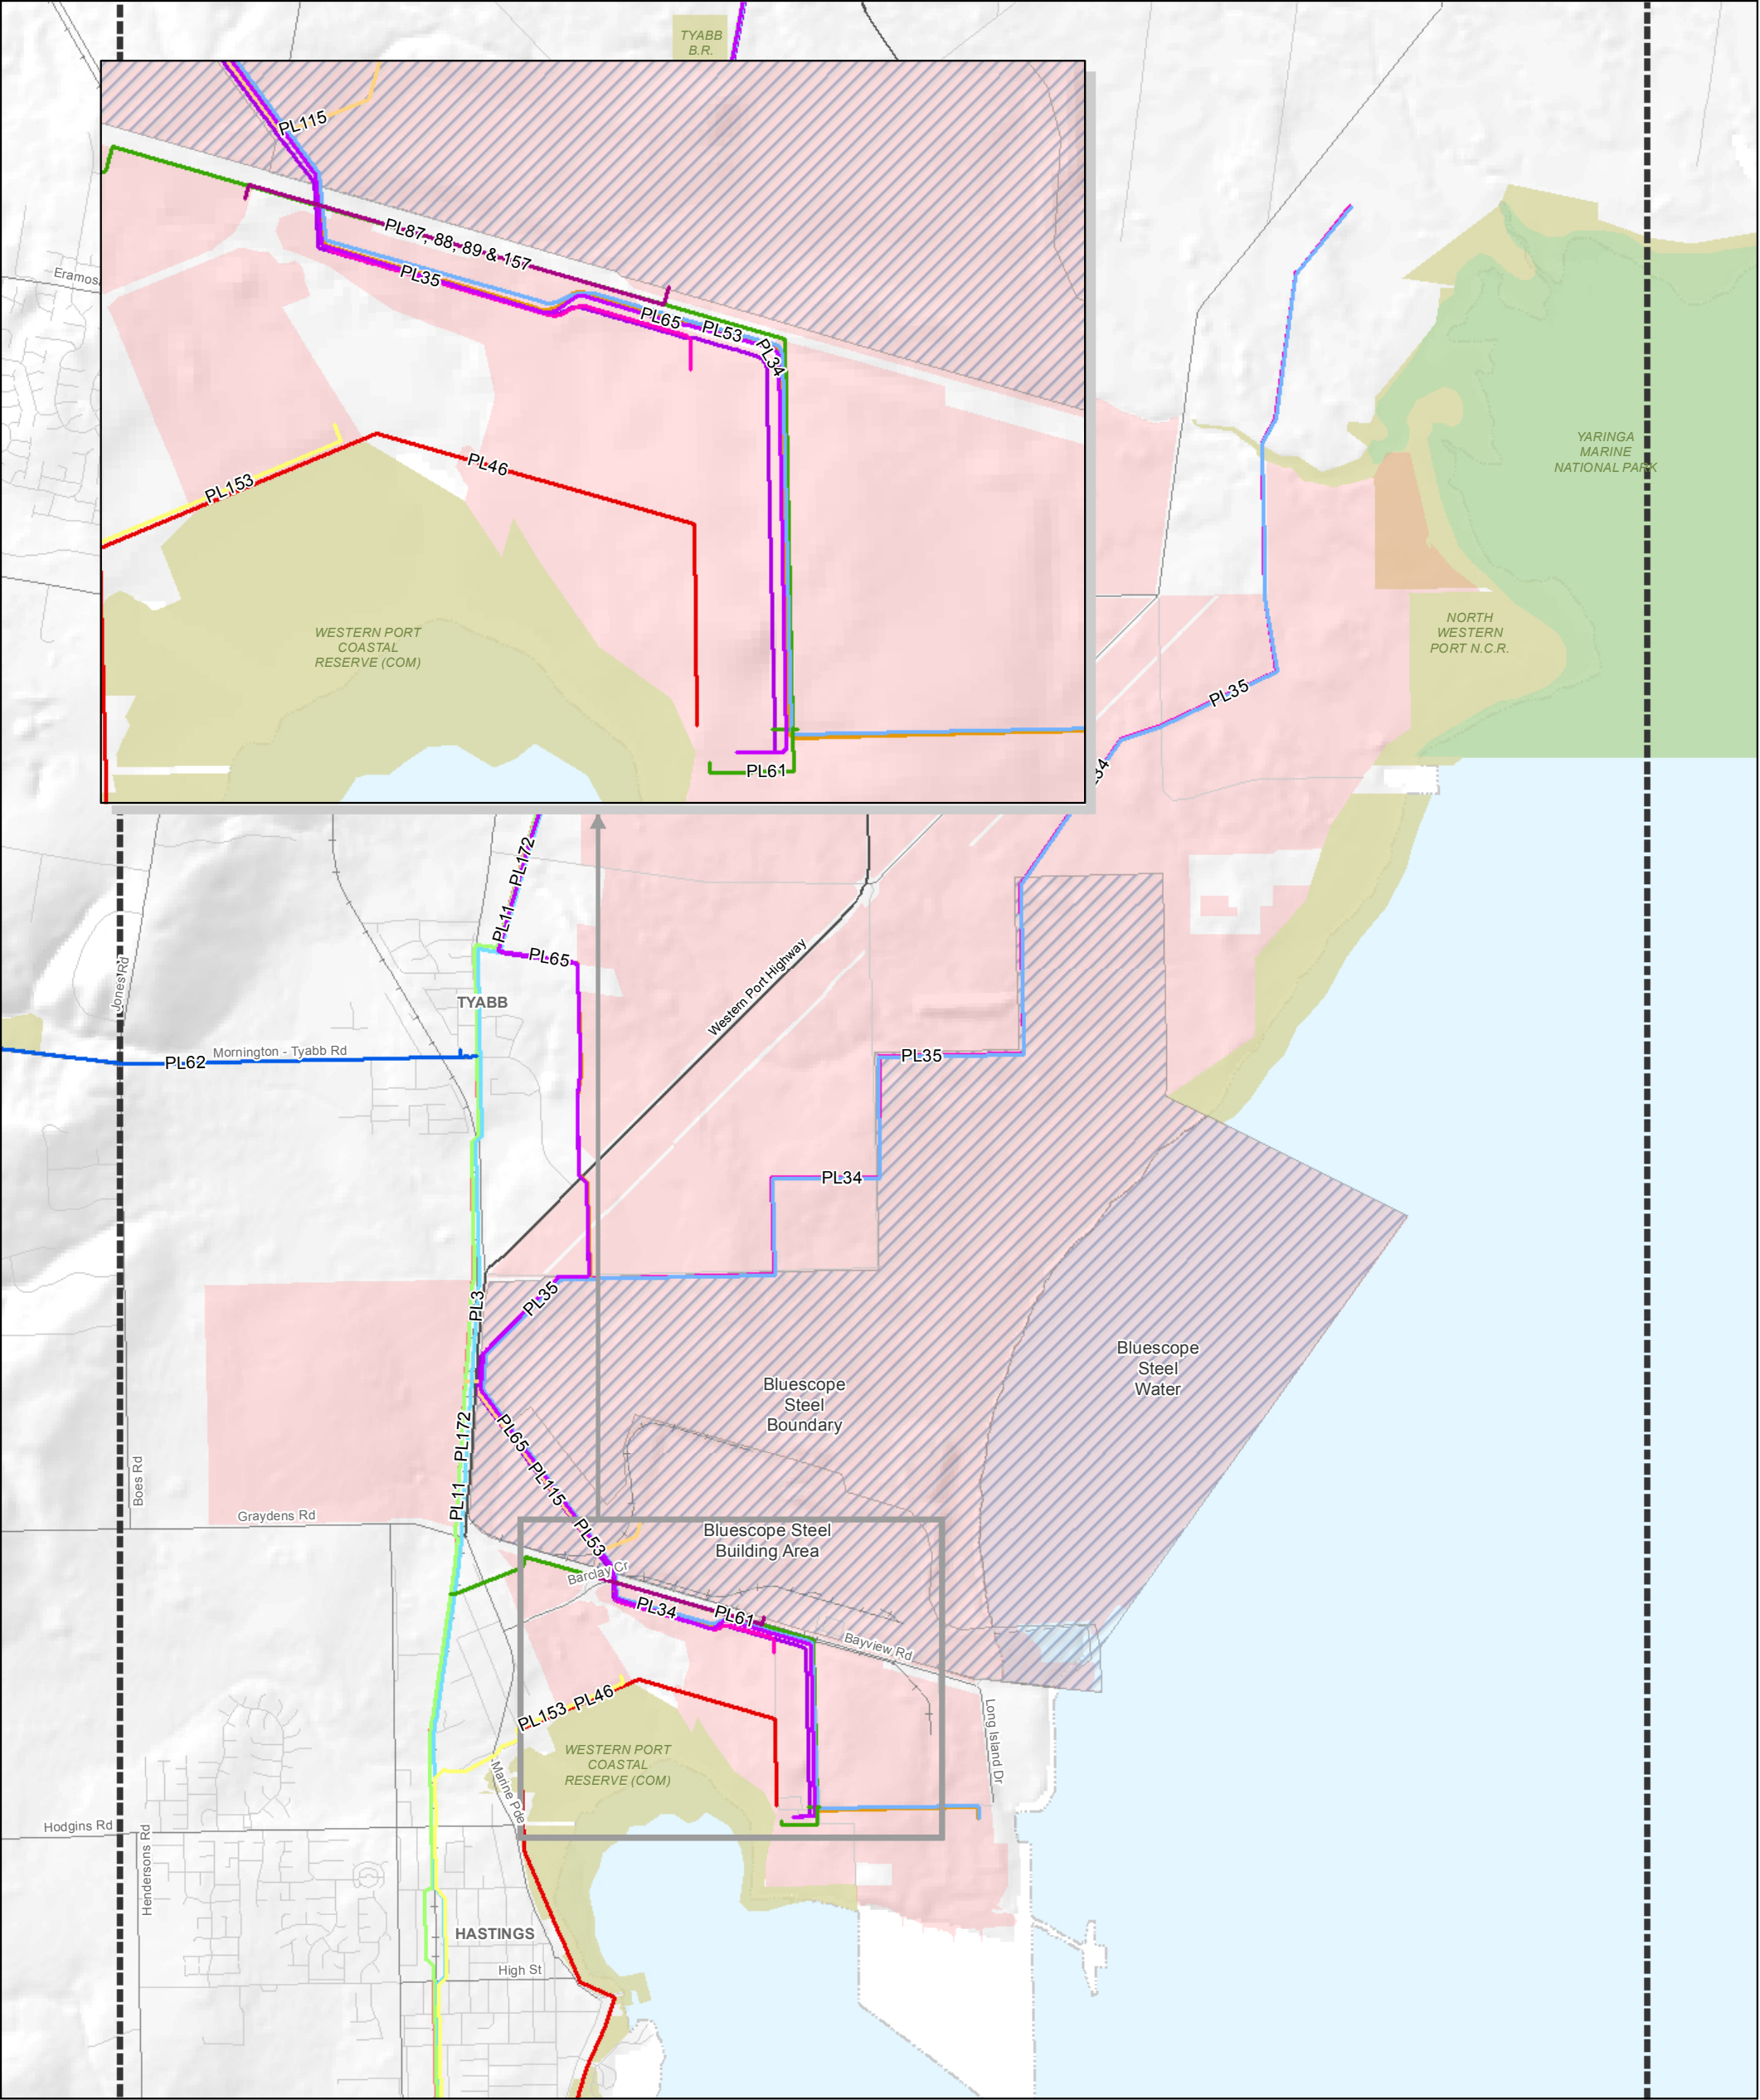 TYABB
B.R.
PL115
PL87, 88, 89 & 157
PL35
PL65
PL53
PL34
PL46
PL153
WESTERN PORT
COASTAL
RESERVE (COM)
PL61
YARINGA
MARINE
NATIONAL PARK
NORTH
WESTERN
PORT N.C.R.
PL35
PL172
PL11
PL65
Western Port Highway
Jones Rd
TYABB
Mornington - Tyabb Rd
PL62
PL35
PL34
PL3
PL35
Bluescope
Steel
Water
Bluescope
Steel
Boundary
PL172
PL11
PL65
PL115
PL53
Boes Rd
Graydens Rd
Bluescope Steel
Building Area
Barclay Cr
PL34
PL61
Bayview Rd
PL153
PL46
Long Island Dr
WESTERN PORT
COASTAL
RESERVE (COM)
Marine Pde
Hodgins Rd
Hendersons Rd
HASTINGS
High St